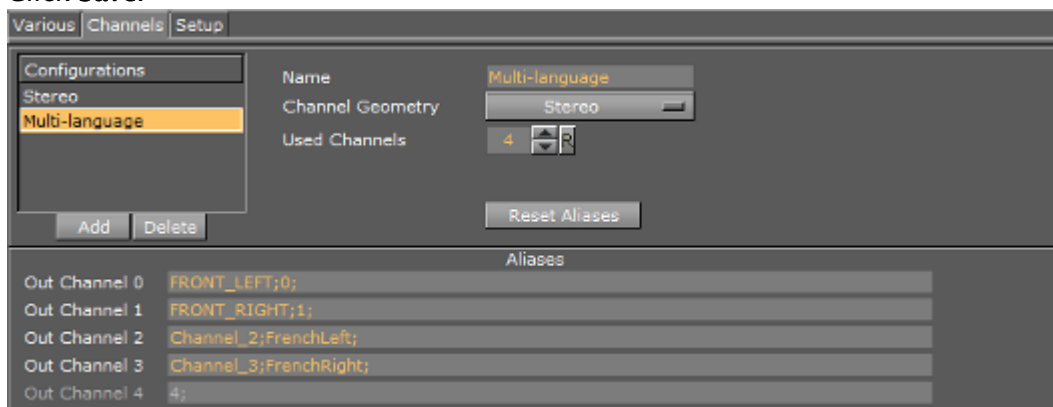 Click Save.
Various Channels Setup
Configurations
Stereo
Multi-language
Add Delete
Name Multi-language
Channel Geometry Stereo
Used Channels 4 R
Reset Aliases
Aliases
Out Channel 0 FRONT_LEFT;0;
Out Channel 1 FRONT_RIGHT;1;
Out Channel 2 Channel_2;FrenchLeft;
Out Channel 3 Channel_3;FrenchRight;
Out Channel 4 4;